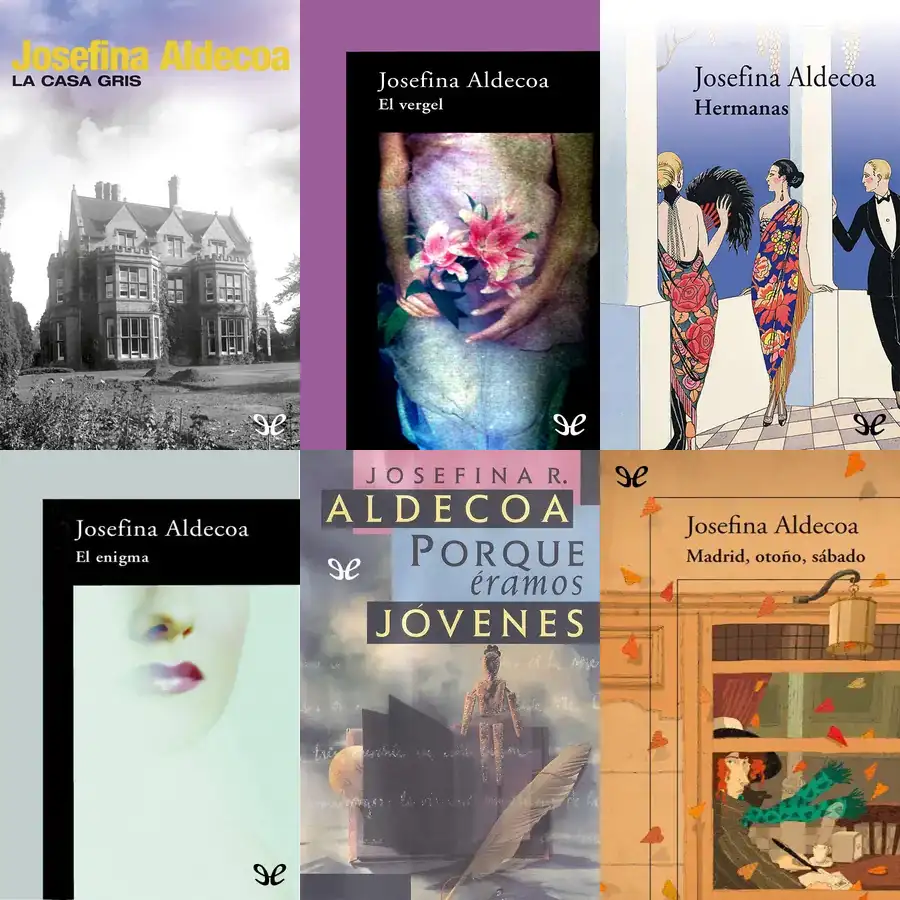 Josefina Aldecoa
LA CASA GRIS
Josefina Aldecoa
El vergel
Josefina Aldecoa
Hermanas
Josefina Aldecoa
El enigma
JOSEFINA R.
ALDECOA
PORQUE
éramos
JÓVENES
Josefina Aldecoa
Madrid, otoño, sábado